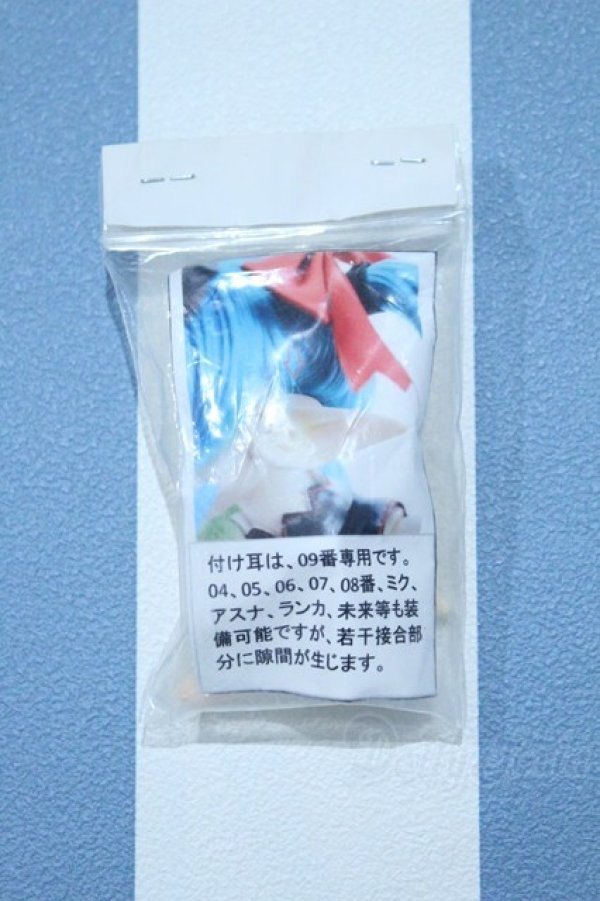 付け耳は、09番専用です。
04、05、06、07、08番、ミク、
アスナ、ランカ、未来等も装
備可能ですが、若干接合部
分に隙間が生じます。